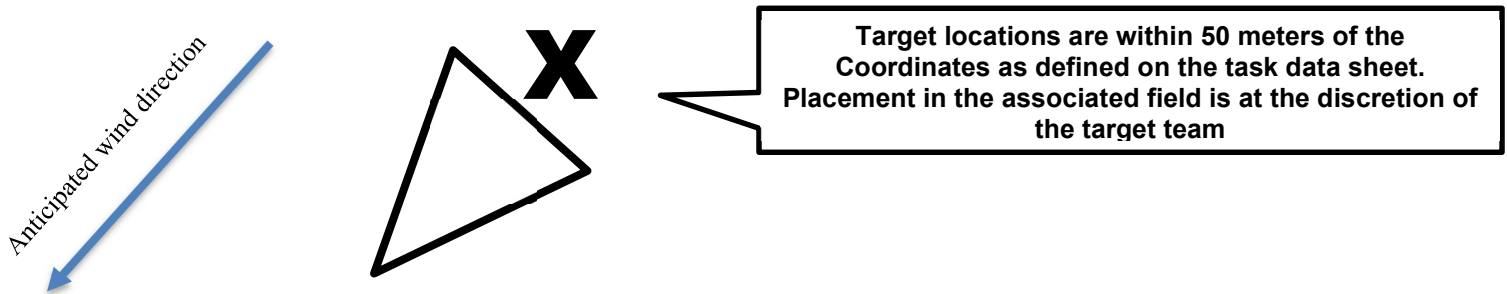 Anticipated wind direction
X
Target locations are within 50 meters of the
Coordinates as defined on the task data sheet.
Placement in the associated field is at the discretion of
the target team